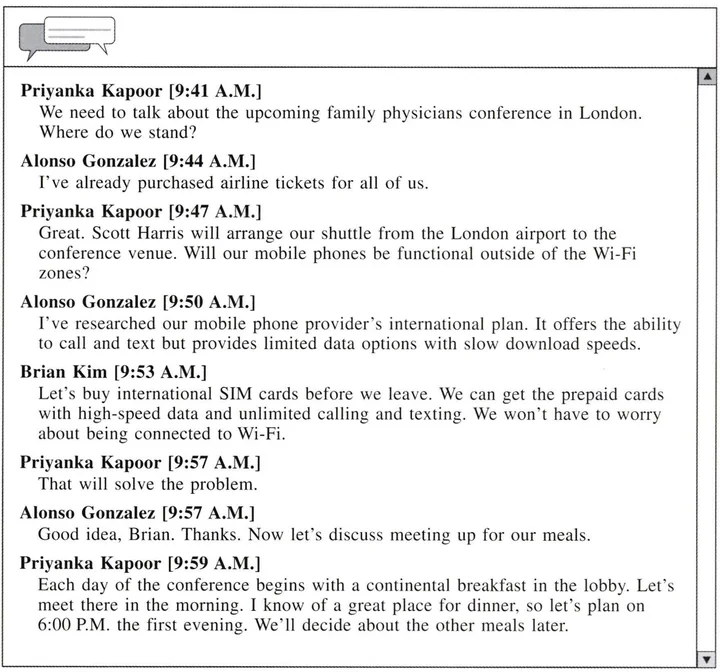 Priyanka Kapoor [9:41 A.M.]
We need to talk about the upcoming family physicians conference in London.
Where do we stand?
Alonso Gonzalez [9:44 A.M.]
I've already purchased airline tickets for all of us.
Priyanka Kapoor [9:47 A.M.]
Great. Scott Harris will arrange our shuttle from the London airport to the
conference venue. Will our mobile phones be functional outside of the Wi-Fi
zones?
Alonso Gonzalez [9:50 A.M.]
I've researched our mobile phone provider's international plan. It offers the ability
to call and text but provides limited data options with slow download speeds.
Brian Kim [9:53 A.M.]
Let's buy international SIM cards before we leave. We can get the prepaid cards
with high-speed data and unlimited calling and texting. We won't have to worry
about being connected to Wi-Fi.
Priyanka Kapoor [9:57 A.M.]
That will solve the problem.
Alonso Gonzalez [9:57 A.M.]
Good idea, Brian. Thanks. Now let's discuss meeting up for our meals.
Priyanka Kapoor [9:59 A.M.]
Each day of the conference begins with a continental breakfast in the lobby. Let's
meet there in the morning. I know of a great place for dinner, so let's plan on
6:00 P.M. the first evening. We'll decide about the other meals later.